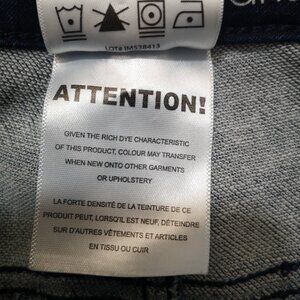 LOT# IM538413
ATTENTION!
GIVEN THE RICH DYE CHARACTERISTIC
OF THIS PRODUCT, COLOUR MAY TRANSFER
WHEN NEW ONTO OTHER GARMENTS
OR UPHOLSTERY
LA FORTE DENSITÉ DE LA TEINTURE DE CE
PRODUIT PEUT, LORSQU'IL EST NEUF, DÉTEINDRE
SUR D'AUTRES VÊTEMENTS ET ARTICLES
EN TISSU OU CUIR